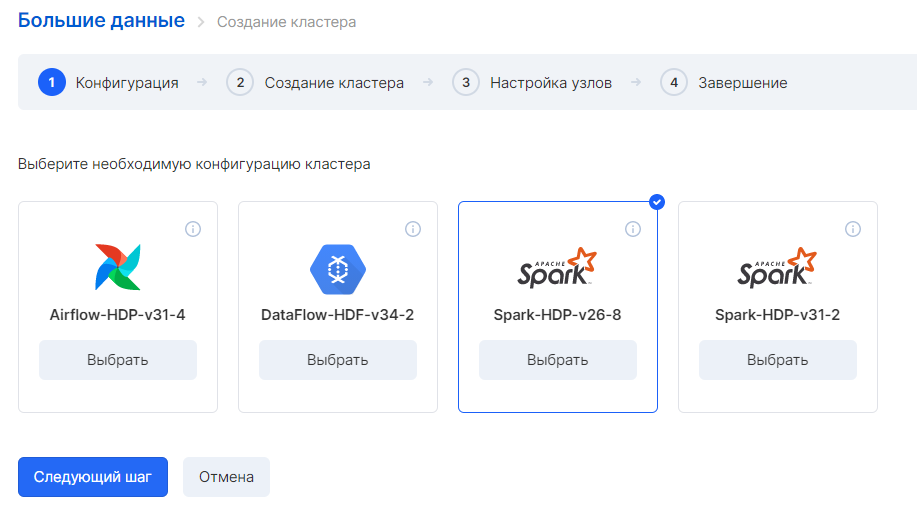 Большие данные > Создание кластера
1 Конфигурация → 2 Создание кластера → 3 Настройка узлов → 4 Завершение
Выберите необходимую конфигурацию кластера
APACHE Spark APACHE Spark
Airflow-HDP-v31-4 DataFlow-HDF-v34-2 Spark-HDP-v26-8 Spark-HDP-v31-2
Выбрать Выбрать Выбрать Выбрать
Следующий шаг Отмена